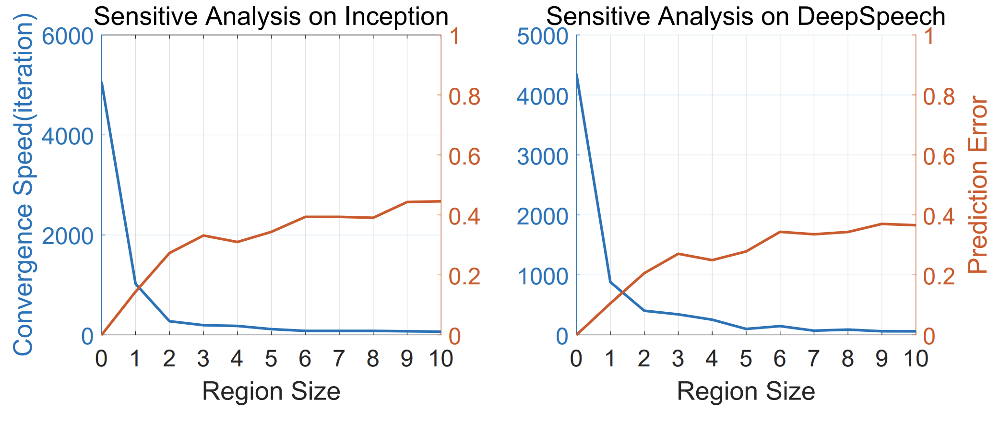 Sensitive Analysis on Inception
Convergence Speed(iteration)
6000
4000
2000
0
1
0.8
0.6
0.4
0.2
0
0 1 2 3 4 5 6 7 8 9 10
Region Size
Sensitive Analysis on DeepSpeech
5000
4000
3000
2000
1000
0
1
0.8
0.6
0.4
0.2
0
Prediction Error
0 1 2 3 4 5 6 7 8 9 10
Region Size